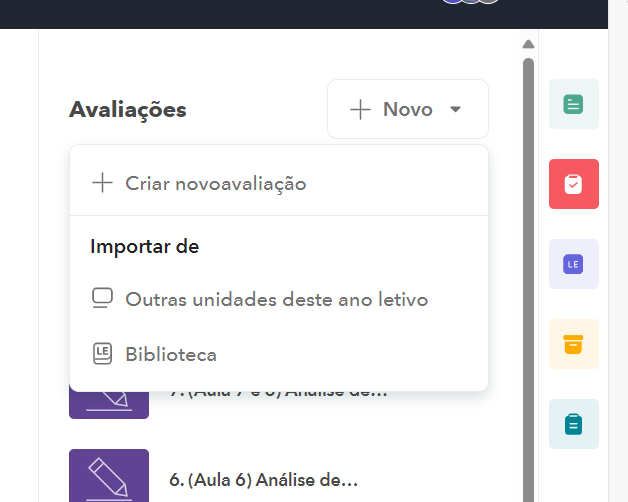 Avaliações
Novo
Criar novoavaliação
Importar de
Outras unidades deste ano letivo
LE
LE
Biblioteca
7. (Aula 7 e 8) Análise de...
6. (Aula 6) Análise de...